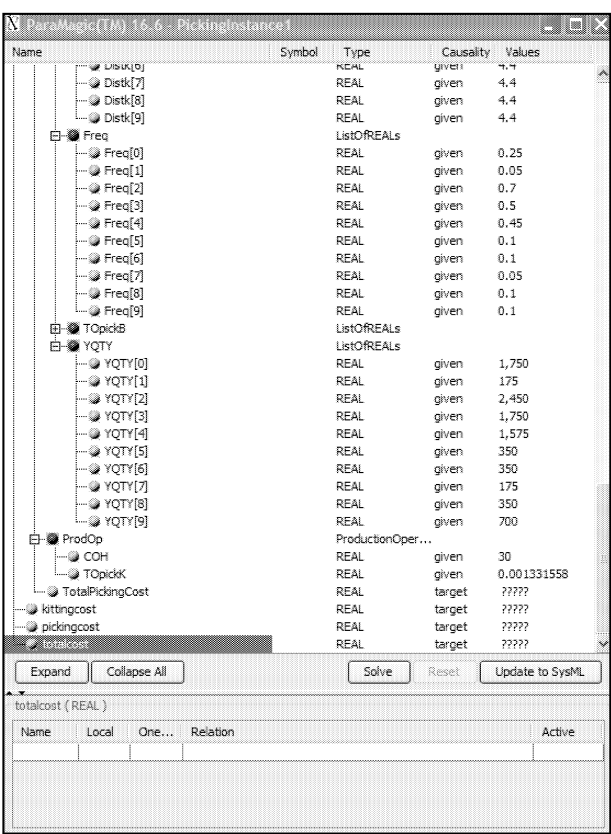 ParaMagic(TM) 16.6 - PickingInstance1
Name Symbol Type Causality Values
Distk[6] REAL given 4.4
Distk[7] REAL given 4.4
Distk[8] REAL given 4.4
Distk[9] REAL given 4.4
Freq ListOfREALs
Freq[0] REAL given 0.25
Freq[1] REAL given 0.05
Freq[2] REAL given 0.7
Freq[3] REAL given 0.5
Freq[4] REAL given 0.45
Freq[5] REAL given 0.1
Freq[6] REAL given 0.1
Freq[7] REAL given 0.05
Freq[8] REAL given 0.1
Freq[9] REAL given 0.1
TOpickB ListOfREALs
YQTY ListOfREALs
YQTY[0] REAL given 1,750
YQTY[1] REAL given 175
YQTY[2] REAL given 2,450
YQTY[3] REAL given 1,750
YQTY[4] REAL given 1,575
YQTY[5] REAL given 350
YQTY[6] REAL given 350
YQTY[7] REAL given 175
YQTY[8] REAL given 350
YQTY[9] REAL given 700
ProdOp ProductionOper...
COH REAL given 30
TOpickK REAL given 0.001331558
TotalPickingCost REAL target ?????
kittingcost REAL target ?????
pickingcost REAL target ?????
totalcost REAL target ?????
Expand Collapse All Solve Reset Update to SysML
totalcost ( REAL )
Name Local One... Relation Active